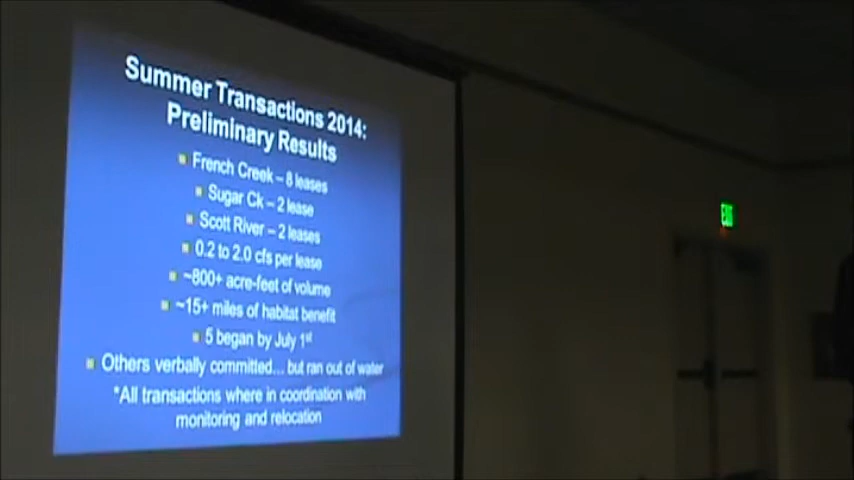 Summer Transactions 2014:
Preliminary Results
French Creek – 8 leases
Sugar Ck – 2 lease
Scott River – 2 leases
0.2 to 2.0 cfs per lease
~800+ acre-feet of volume
~15+ miles of habitat benefit
5 began by July 1st
Others verbally committed... but ran out of water
*All transactions where in coordination with
monitoring and relocation
EXIT